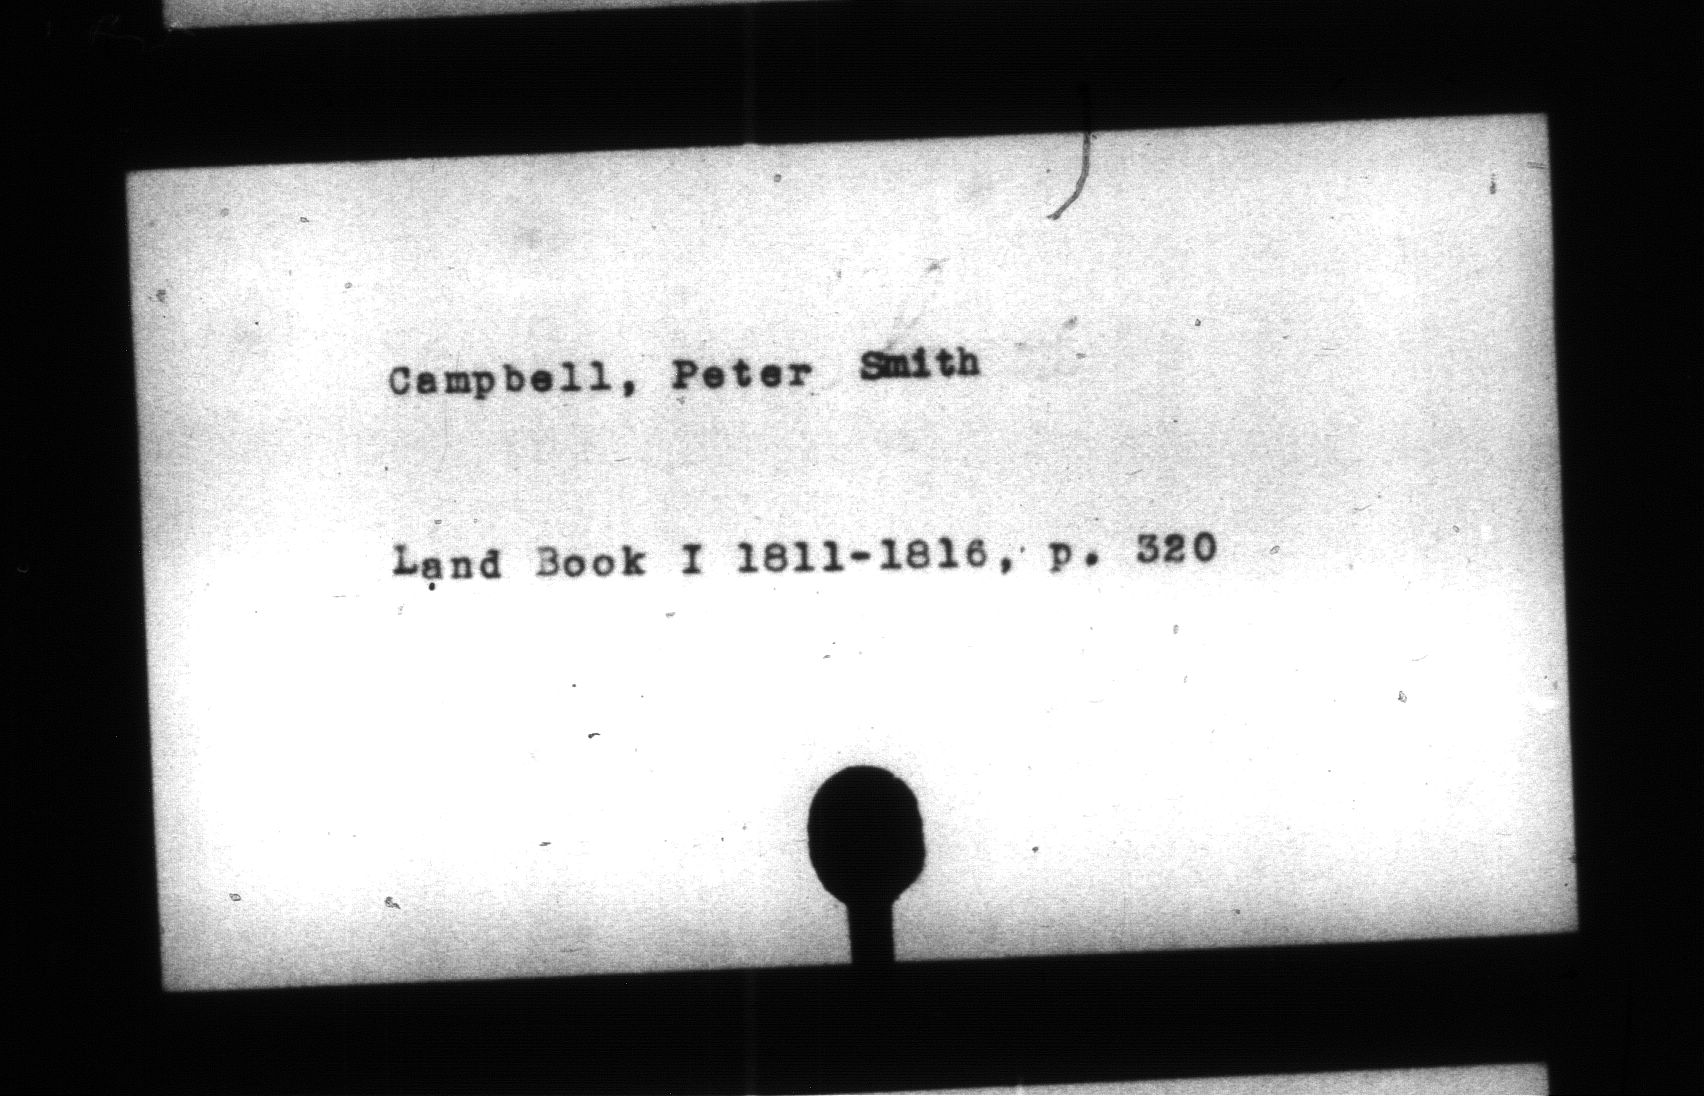 Campbell, Peter Smith
Land Book I 1811-1816, p. 320